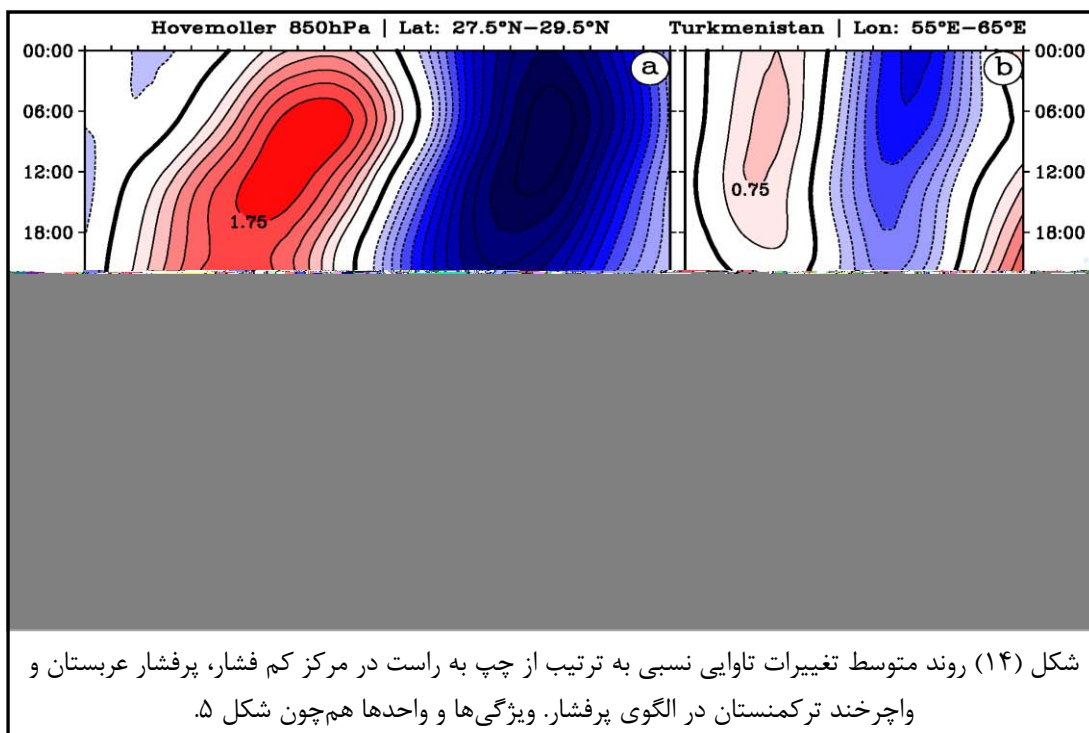 Hovemoller 850hPa | Lat: 27.5°N−29.5°N
Turkmenistan | Lon: 55°E−65°E
00:00
06:00
12:00
18:00
1.75
a
0.75
b
00:00
06:00
12:00
18:00
شکل (۱۴) روند متوسط تغییرات تاوایی نسبی به ترتیب از چپ به راست در مرکز کم فشار، پرفشار عربستان و
واچرخند ترکمنستان در الگوی پرفشار. ویژگی‌ها و واحدها هم‌چون شکل ۵.